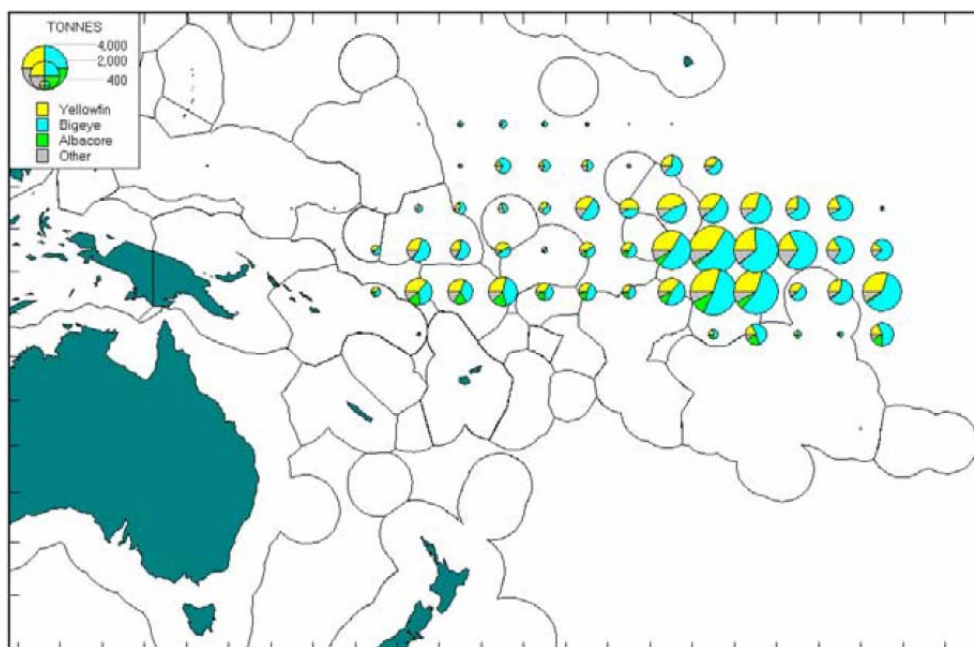 TONNES
4,000
2,000
400
Yellowfin
Bigeye
Albacore
Other